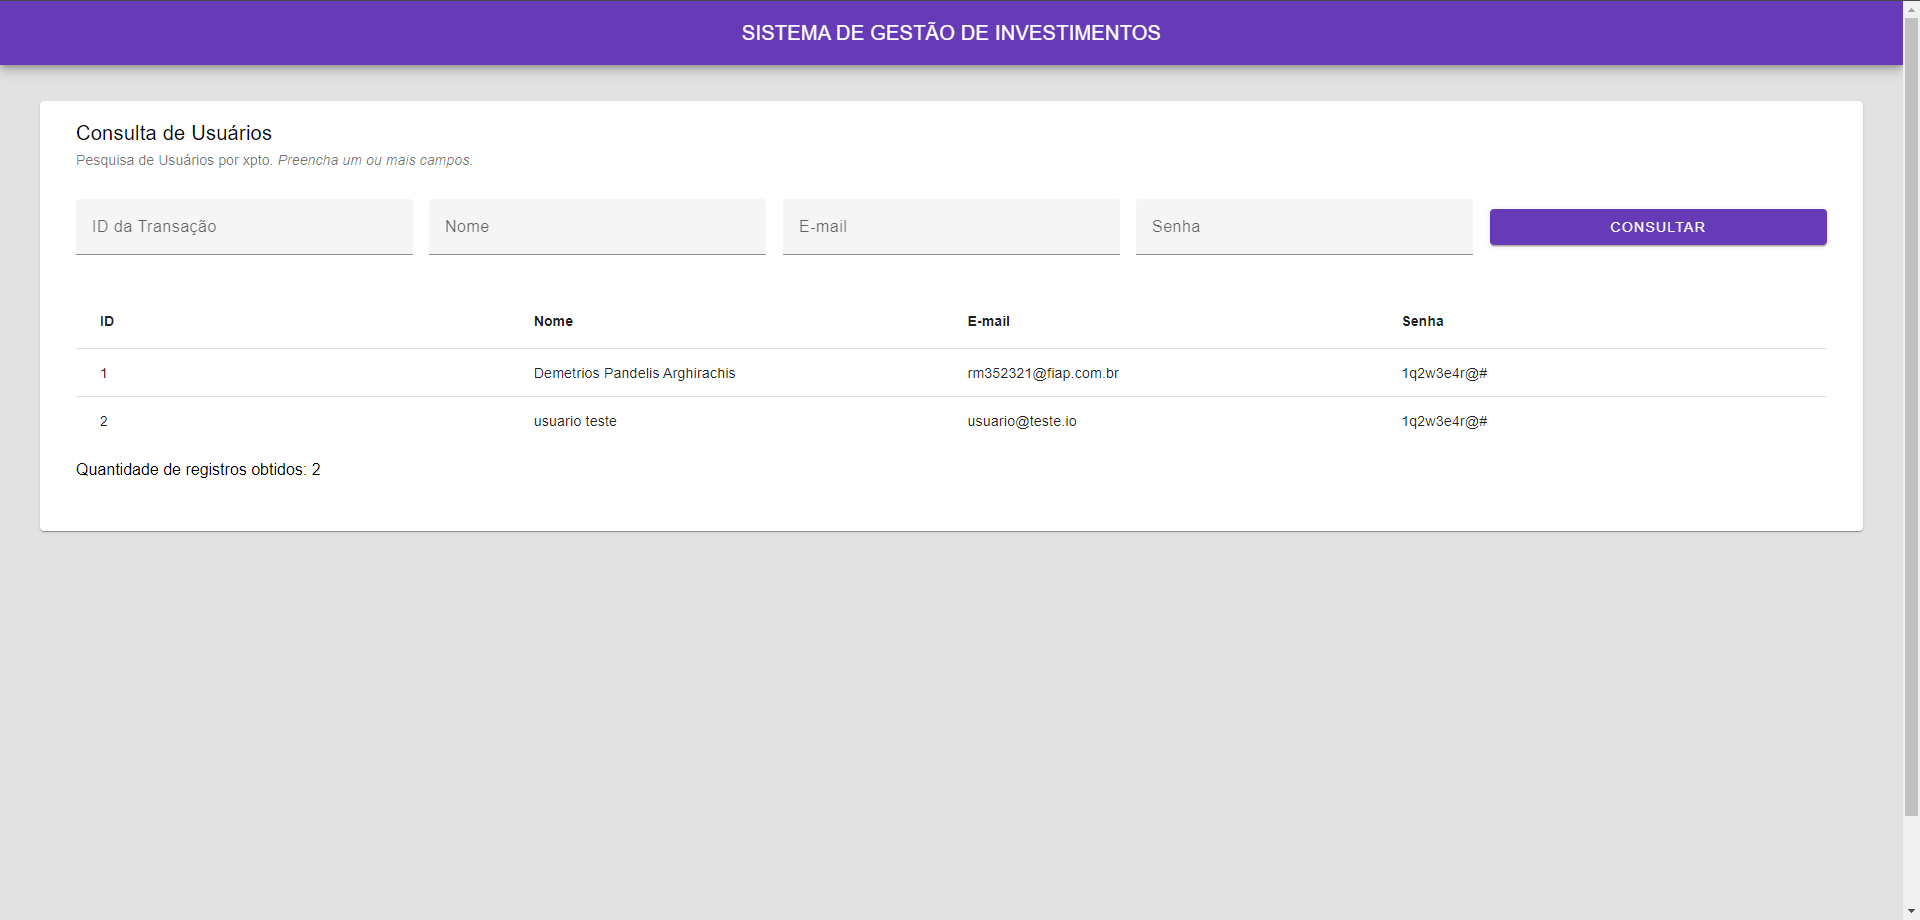 SISTEMA DE GESTÃO DE INVESTIMENTOS
Consulta de Usuários
Pesquisa de Usuários por xpto. Preencha um ou mais campos.
ID da Transação Nome E-mail Senha CONSULTAR
ID Nome E-mail Senha
1 Demetrios Pandelis Arghirachis rm352321@fiap.com.br 1q2w3e4r@#
2 usuario teste usuario@teste.io 1q2w3e4r@#
Quantidade de registros obtidos: 2